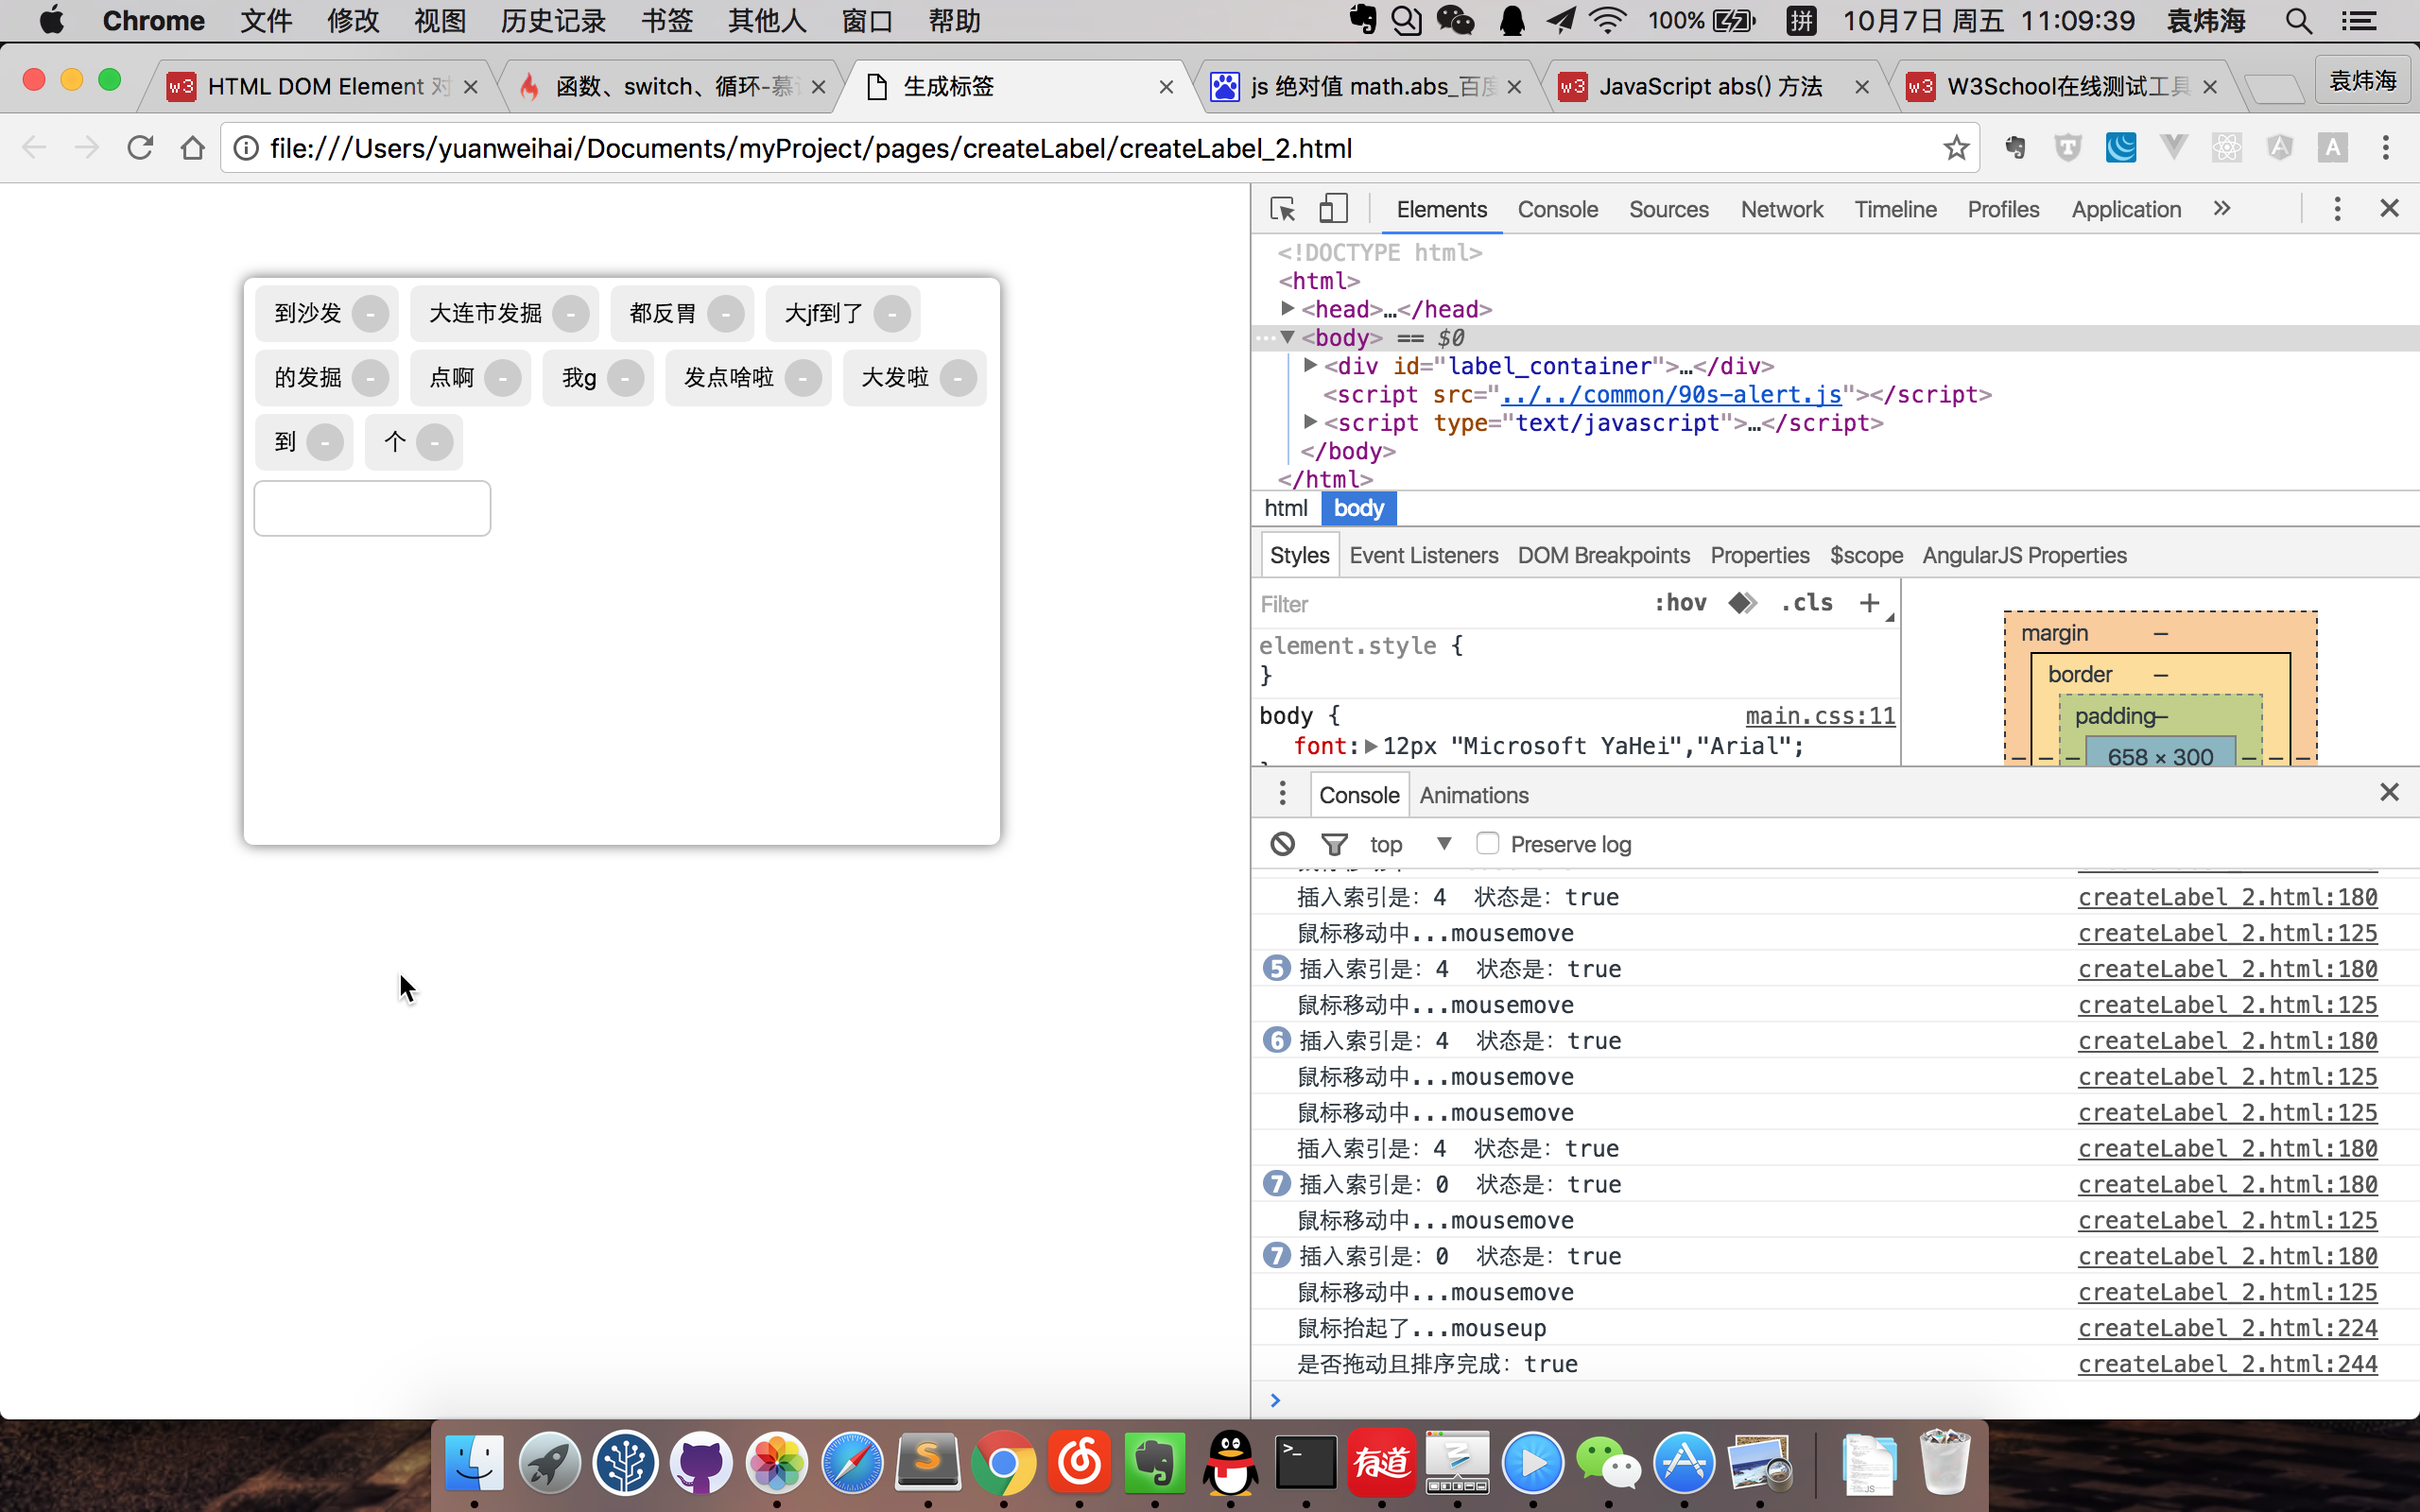 Chrome 文件 修改 视图 历史记录 书签 其他人 窗口 帮助 100% 拼 10月7日 周五 11:09:39 袁炜海
w3 HTML DOM Element 对 函数、switch、循环-慕 生成标签 js 绝对值 math.abs_百度 w3 JavaScript abs() 方法 w3 W3School在线测试工具 袁炜海
file:///Users/yuanweihai/Documents/myProject/pages/createLabel/createLabel_2.html
到沙发 - 大连市发掘 - 都反胃 - 大jf到了 -
的发掘 - 点啊 - 我g - 发点啥啦 - 大发啦 -
到 - 个 -
Elements Console Sources Network Timeline Profiles Application »
<!DOCTYPE html>
<html>
<head>…</head>
…<body> == $0
<div id="label_container">…</div>
<script src="../../common/90s-alert.js"></script>
<script type="text/javascript">…</script>
</body>
</html>
html body
Styles Event Listeners DOM Breakpoints Properties $scope AngularJS Properties
Filter :hov .cls +
element.style {
}
body { main.css:11
font: 12px "Microsoft YaHei","Arial";
}
margin –
border –
padding–
– – – 658 × 300 – – –
Console Animations
top Preserve log
插入索引是：4 状态是：true createLabel_2.html:180
鼠标移动中...mousemove createLabel_2.html:125
5 插入索引是：4 状态是：true createLabel_2.html:180
鼠标移动中...mousemove createLabel_2.html:125
6 插入索引是：4 状态是：true createLabel_2.html:180
鼠标移动中...mousemove createLabel_2.html:125
鼠标移动中...mousemove createLabel_2.html:125
插入索引是：4 状态是：true createLabel_2.html:180
7 插入索引是：0 状态是：true createLabel_2.html:180
鼠标移动中...mousemove createLabel_2.html:125
7 插入索引是：0 状态是：true createLabel_2.html:180
鼠标移动中...mousemove createLabel_2.html:125
鼠标抬起了...mouseup createLabel_2.html:224
是否拖动且排序完成：true createLabel_2.html:244
>
有道